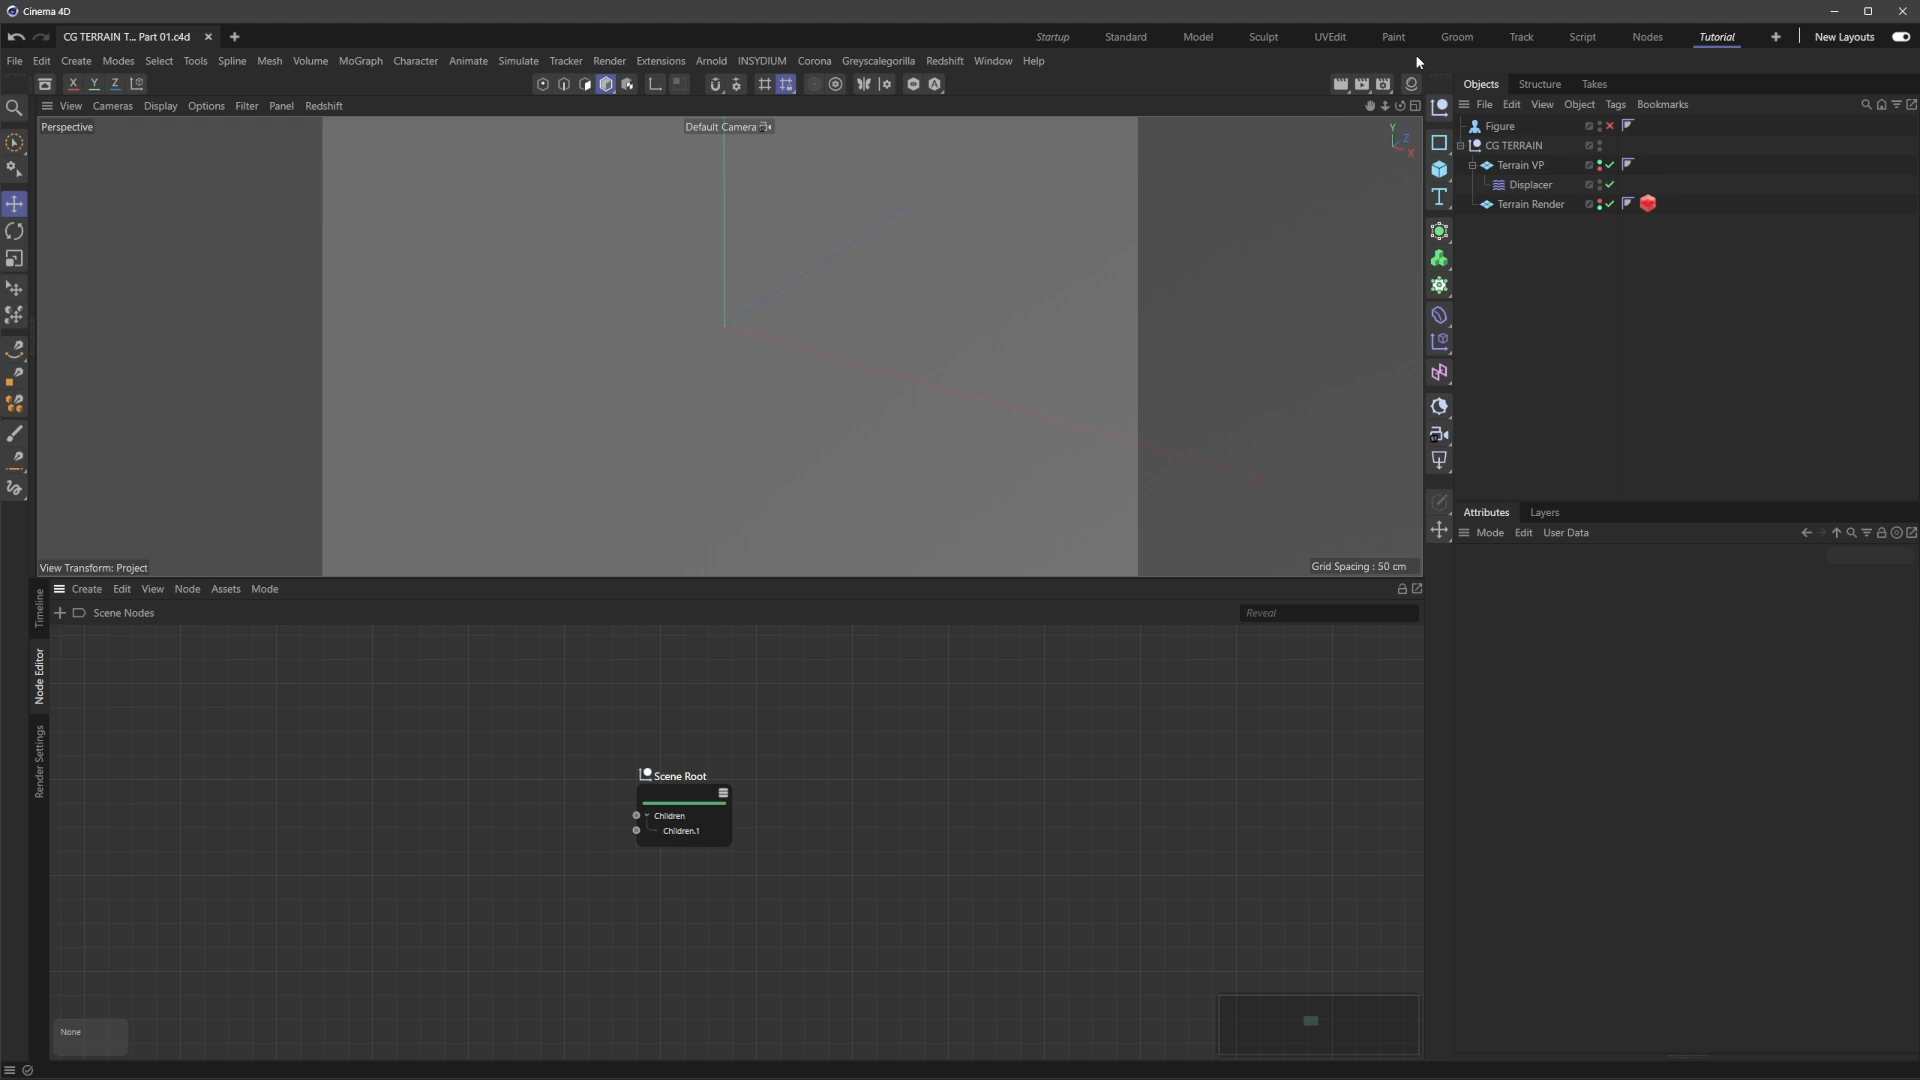 Cinema 4D
CG TERRAIN T... Part 01.c4d
Startup Standard Model Sculpt UVEdit Paint Groom Track Script Nodes Tutorial New Layouts
File Edit Create Modes Select Tools Spline Mesh Volume MoGraph Character Animate Simulate Tracker Render Extensions Arnold INSYDIUM Corona Greyscalegorilla Redshift Window Help
X Y Z
Objects Structure Takes
View Cameras Display Options Filter Panel Redshift
File Edit View Object Tags Bookmarks
Perspective
Default Camera
Y
Z
X
Figure
CG TERRAIN
Terrain VP
Displacer
Terrain Render
Attributes Layers
Mode Edit User Data
View Transform: Project
Grid Spacing : 50 cm
Timeline
Node Editor
Render Settings
Create Edit View Node Assets Mode
Scene Nodes
Reveal
Scene Root
Children
Children.1
None